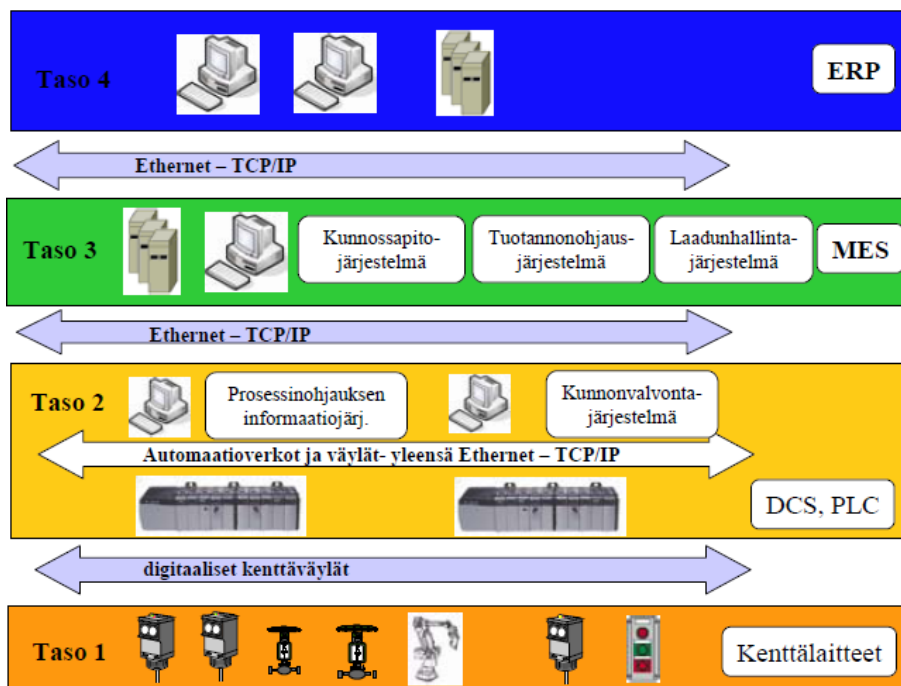 Taso 4
ERP
Ethernet – TCP/IP
Taso 3
Kunnossapito-
järjestelmä
Tuotannonohjaus-
järjestelmä
Laadunhallinta-
järjestelmä
MES
Ethernet – TCP/IP
Taso 2
Prosessinohjauksen
informaatiojärj.
Kunnonvalvonta-
järjestelmä
Automaatioverkot ja väylät- yleensä Ethernet – TCP/IP
DCS, PLC
digitaaliset kenttäväylät
Taso 1
Kenttälaitteet